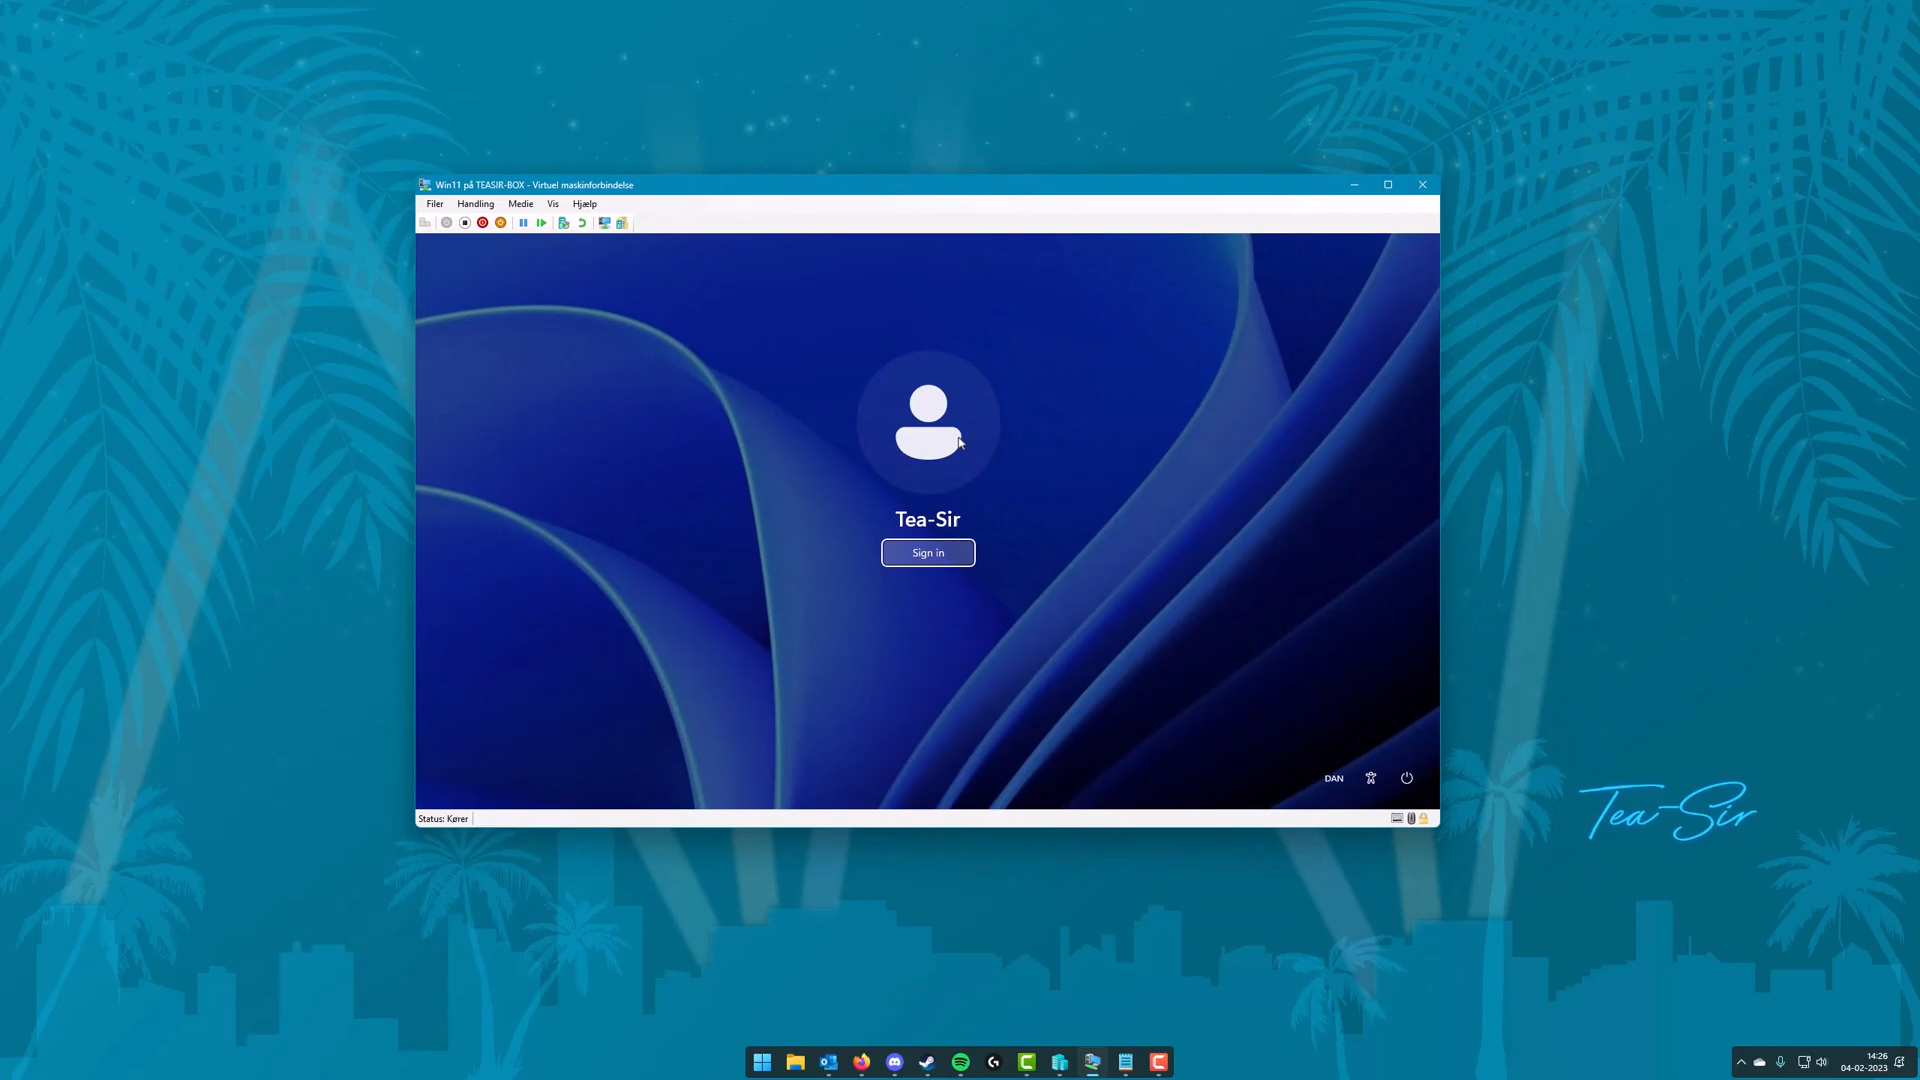 Win11 på TEASIR-BOX - Virtuel maskinforbindelse
Filer Handling Medie Vis Hjælp
Tea-Sir
Sign in
DAN
Status: Kører
Tea-Sir
14:26
04-02-2023